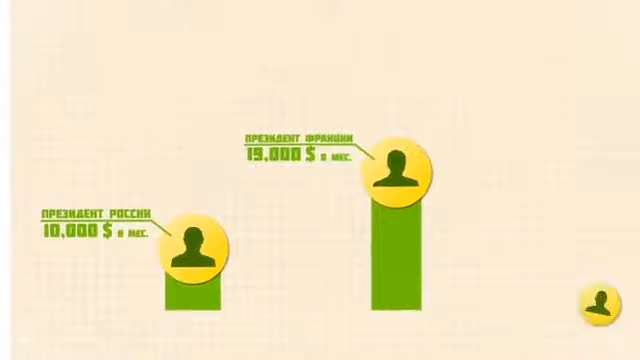 ПРЕЗИДЕНТ ФРАНЦИИ
19,000 $ В МЕС.
ПРЕЗИДЕНТ РОССИИ
10,000 $ В МЕС.